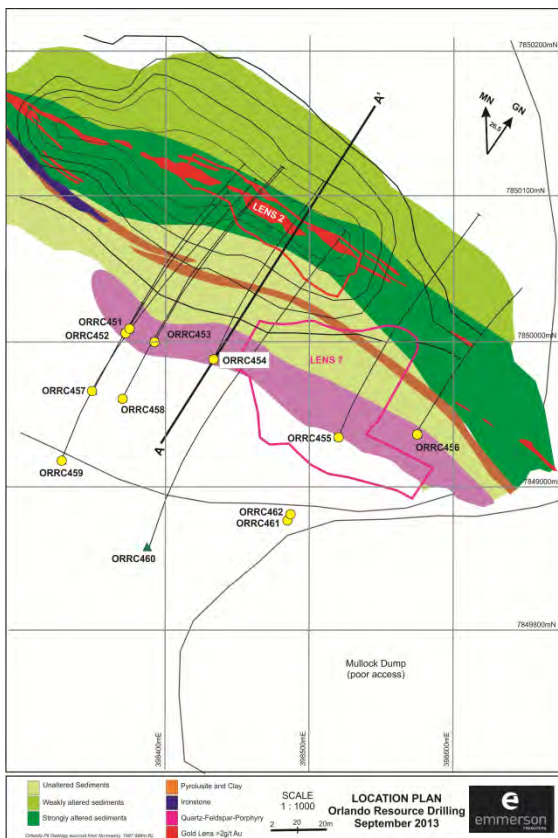 7850200mN
A'
MN
GN
26.5
7850100mN
LENS 2
ORRC451
ORRC452
ORRC453
7850000mN
ORRC454
LENS 7
ORRC457
ORRC458
ORRC455
ORRC456
A
ORRC459
7849000mN
ORRC462
ORRC461
ORRC460
7849800mN
Mullock Dump
(poor access)
398400mE
398500mE
398600mE
Unaltered Sediments
Weakly altered sediments
Strongly altered sediments
Pyrolusite and Clay
Ironstone
Quartz-Feldspar-Porphyry
Gold Lens >2g/t Au
SCALE
1 : 1000
2 20 20m
LOCATION PLAN
Orlando Resource Drilling
September 2013
e
emmerson